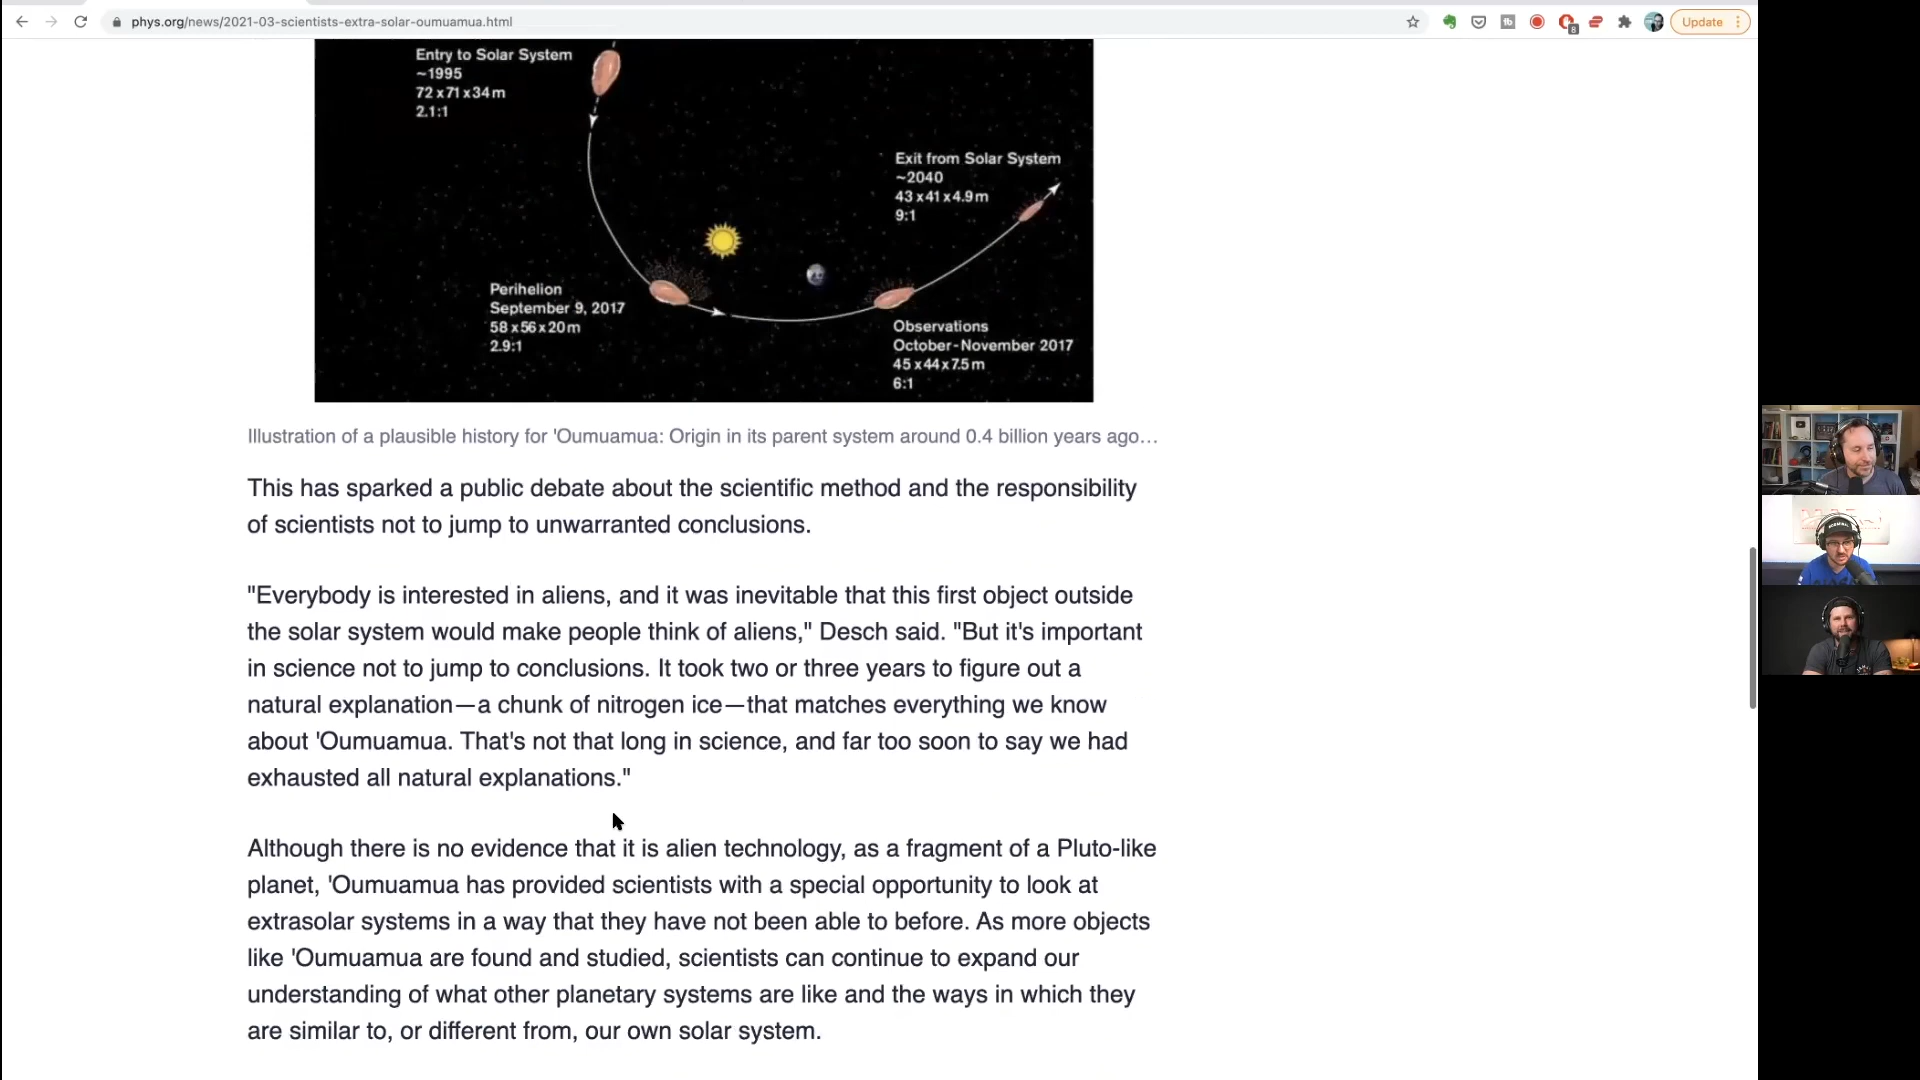 phys.org/news/2021-03-scientists-extra-solar-oumuamua.html
8
Update
Entry to Solar System
~1995
72 x 71 x 34 m
2.1:1
Exit from Solar System
~2040
43 x 41 x 4.9 m
9:1
Perihelion
September 9, 2017
58 x 56 x 20 m
2.9:1
Observations
October-November 2017
45 x 44 x 7.5 m
6:1
Illustration of a plausible history for 'Oumuamua: Origin in its parent system around 0.4 billion years ago…
This has sparked a public debate about the scientific method and the responsibility
of scientists not to jump to unwarranted conclusions.
"Everybody is interested in aliens, and it was inevitable that this first object outside
the solar system would make people think of aliens," Desch said. "But it's important
in science not to jump to conclusions. It took two or three years to figure out a
natural explanation—a chunk of nitrogen ice—that matches everything we know
about 'Oumuamua. That's not that long in science, and far too soon to say we had
exhausted all natural explanations."
Although there is no evidence that it is alien technology, as a fragment of a Pluto-like
planet, 'Oumuamua has provided scientists with a special opportunity to look at
extrasolar systems in a way that they have not been able to before. As more objects
like 'Oumuamua are found and studied, scientists can continue to expand our
understanding of what other planetary systems are like and the ways in which they
are similar to, or different from, our own solar system.